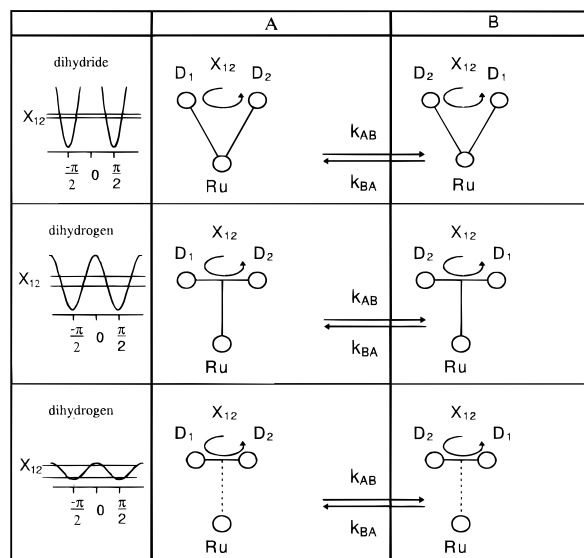 A B
dihydride
X12
-π/2 0 π/2
D1 X12 D2
Ru
kAB
kBA
D2 X12 D1
Ru
dihydrogen
X12
-π/2 0 π/2
X12
D1 D2
Ru
kAB
kBA
X12
D2 D1
Ru
dihydrogen
X12
-π/2 0 π/2
X12
D1 D2
Ru
kAB
kBA
X12
D2 D1
Ru